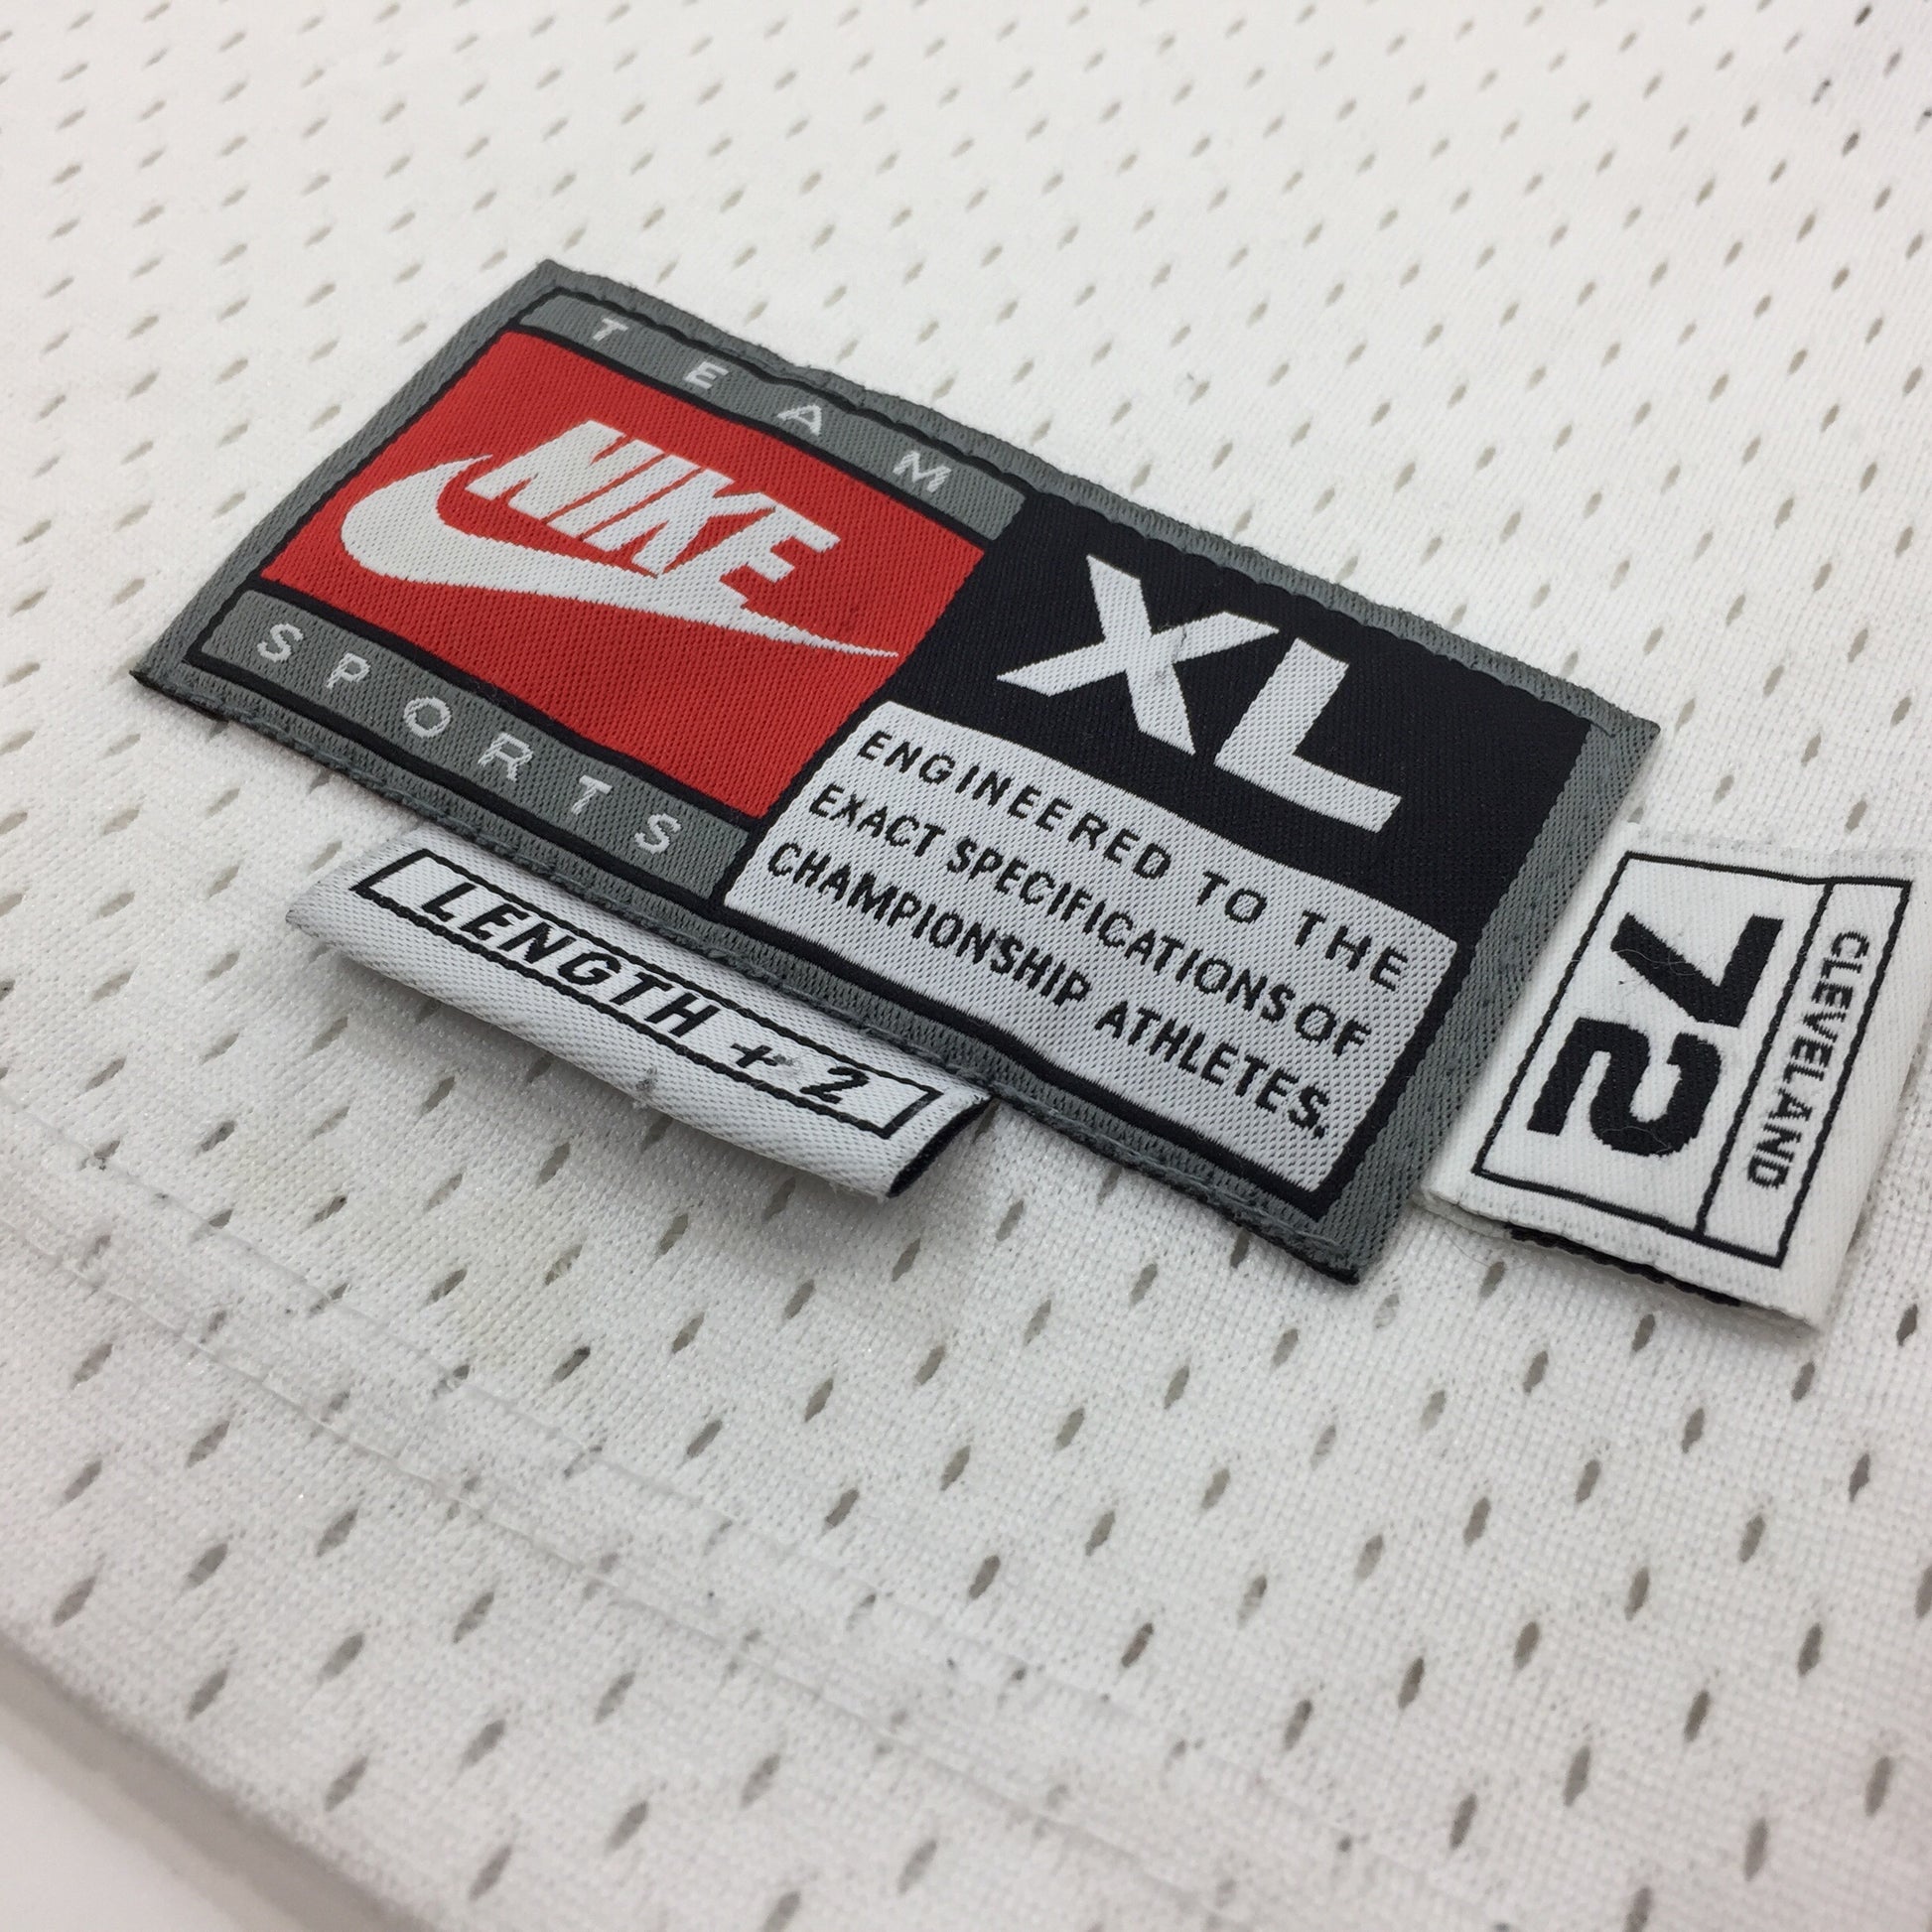 TEAM
NIKE
SPORTS
XL
ENGINEERED TO THE
EXACT SPECIFICATIONS OF
CHAMPIONSHIP ATHLETES.
LENGTH + 2
CLEVELAND
72